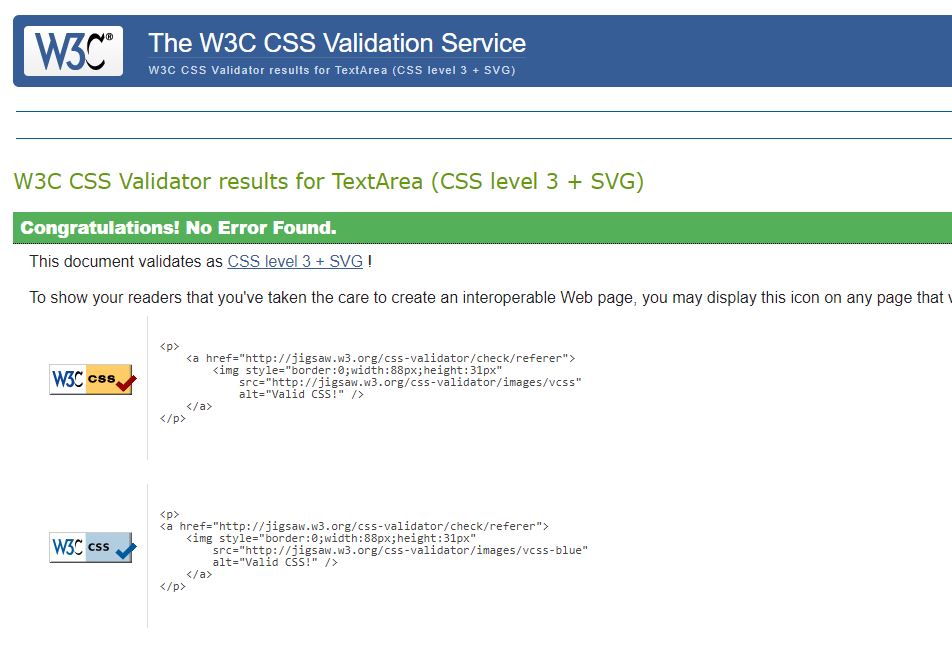 W3C®
The W3C CSS Validation Service
W3C CSS Validator results for TextArea (CSS level 3 + SVG)
W3C CSS Validator results for TextArea (CSS level 3 + SVG)
Congratulations! No Error Found.
This document validates as CSS level 3 + SVG !
To show your readers that you've taken the care to create an interoperable Web page, you may display this icon on any page that
W3C css
<p>
<a href="http://jigsaw.w3.org/css-validator/check/referer">
<img style="border:0;width:88px;height:31px"
src="http://jigsaw.w3.org/css-validator/images/vcss"
alt="Valid CSS!" />
</a>
</p>
W3C css
<p>
<a href="http://jigsaw.w3.org/css-validator/check/referer">
<img style="border:0;width:88px;height:31px"
src="http://jigsaw.w3.org/css-validator/images/vcss-blue"
alt="Valid CSS!" />
</a>
</p>